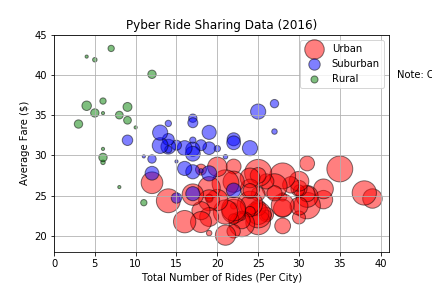 Pyber Ride Sharing Data (2016)
Average Fare ($)
45
40
35
30
25
20
Urban
Suburban
Rural
Note: C
0 5 10 15 20 25 30 35 40
Total Number of Rides (Per City)